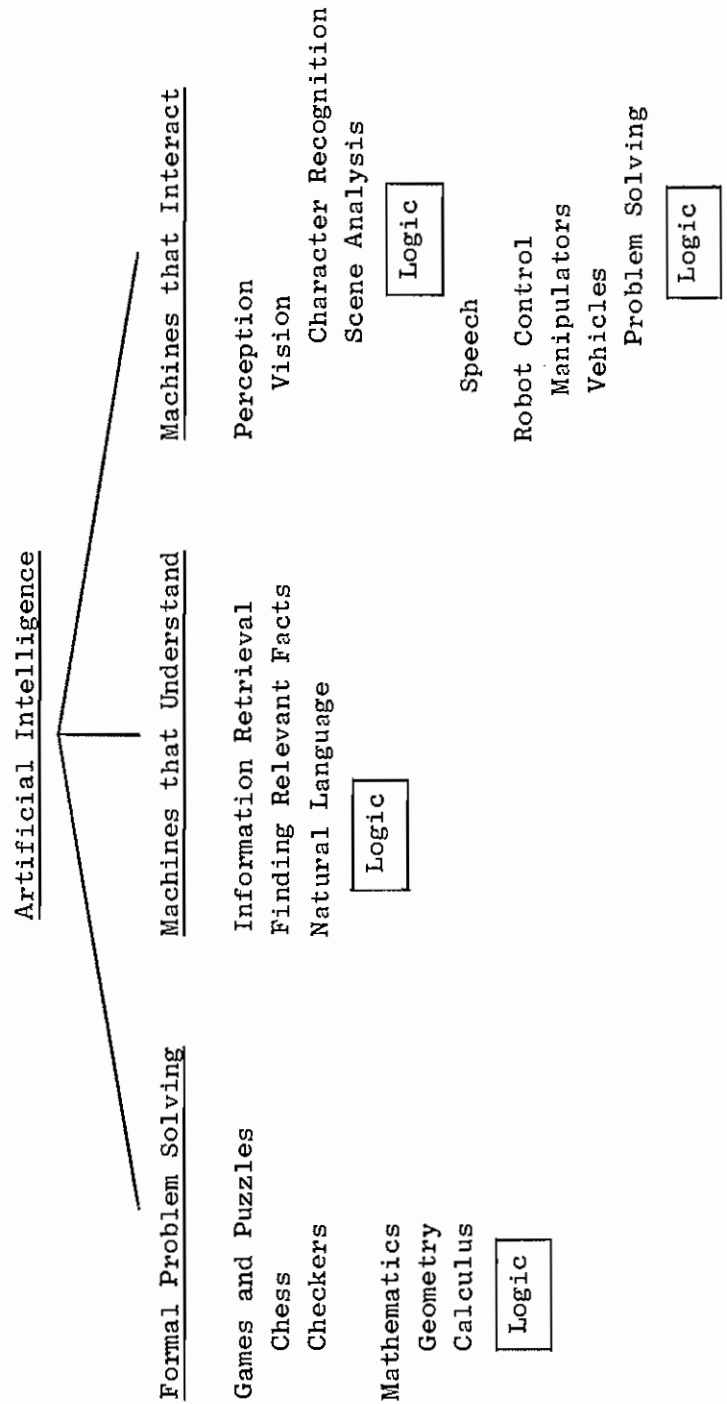 Artificial Intelligence
Formal Problem Solving
Games and Puzzles
Chess
Checkers
Mathematics
Geometry
Calculus
Logic
Machines that Understand
Information Retrieval
Finding Relevant Facts
Natural Language
Logic
Machines that Interact
Perception
Vision
Character Recognition
Scene Analysis
Logic
Speech
Robot Control
Manipulators
Vehicles
Problem Solving
Logic